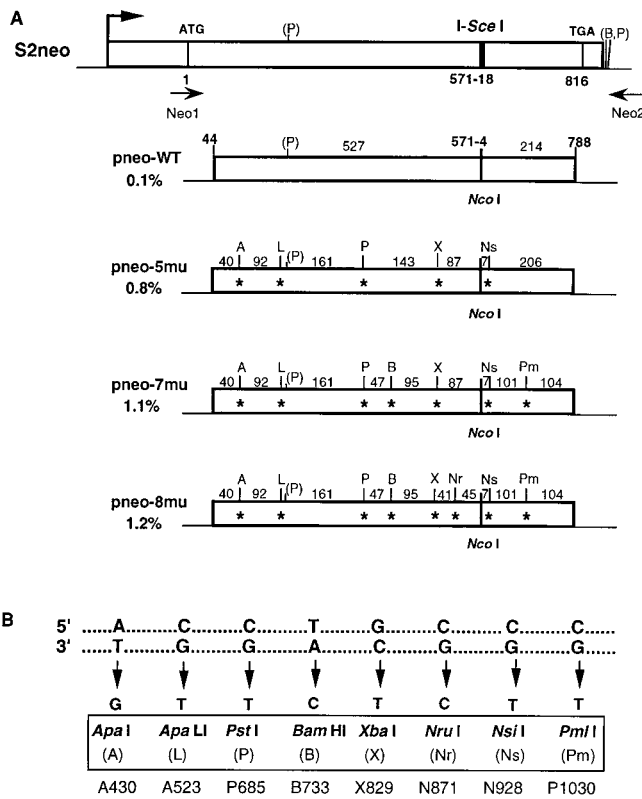 A
I-Sce I
ATG (P) TGA (B,P)
S2neo
1 571-18 816
Neo1 Neo2
44 (P) 527 571-4 214 788
pneo-WT
0.1%
Nco I
A L P X Ns
40 92 (P) 161 143 87 7 206
pneo-5mu
* * * * *
0.8%
Nco I
A L P B X Ns Pm
40 92 (P) 161 47 95 87 7 101 104
pneo-7mu
* * * * * * *
1.1%
Nco I
A L P B X Nr Ns Pm
40 92 (P) 161 47 95 41 45 7 101 104
pneo-8mu
* * * * * * * *
1.2%
Nco I
B
5' A C C T G C C C
3' T G G A C G G G
G T T C T C T T
Apa I Apa LI Pst I Bam HI Xba I Nru I Nsi I Pml I
(A) (L) (P) (B) (X) (Nr) (Ns) (Pm)
A430 A523 P685 B733 X829 N871 N928 P1030